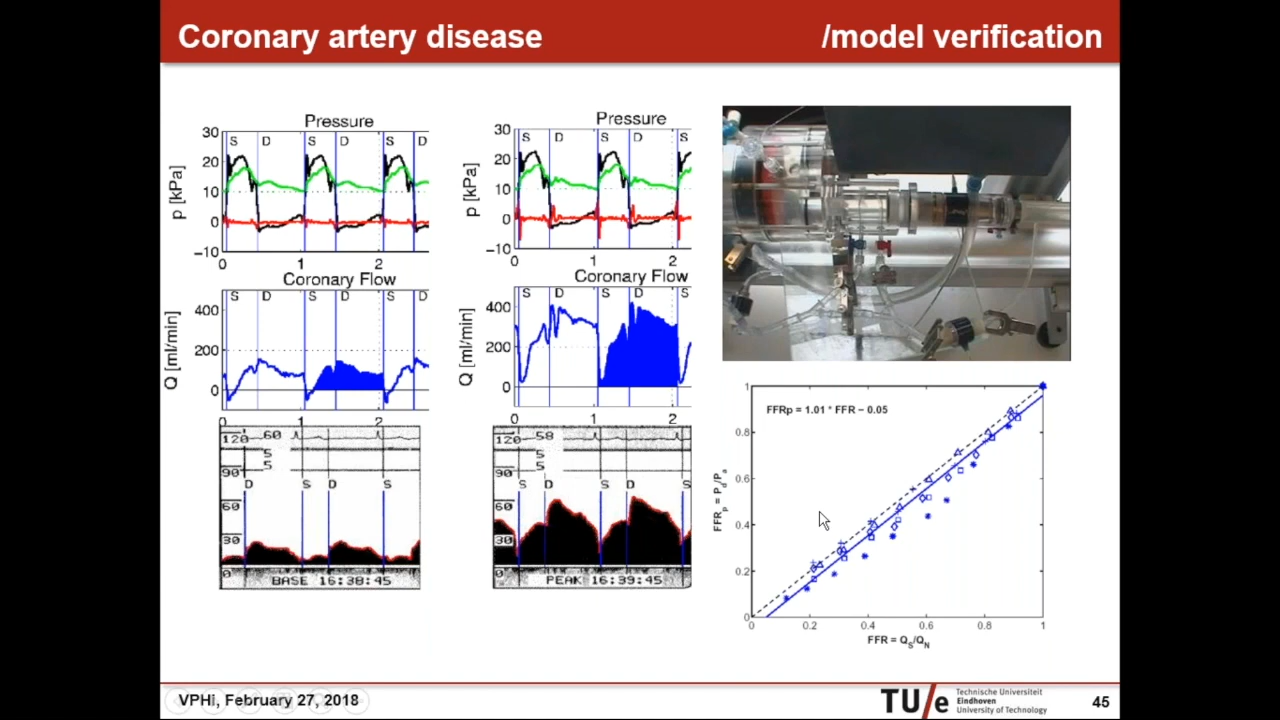 Coronary artery disease /model verification
Pressure
30
20
10
0
−10
p [kPa]
S D S D S D
0 1 2
Coronary Flow
400
200
0
Q [ml/min]
S D S D S D
0 1 2
120 60
5
5
90
D S D S
60
30
0
BASE 16:38:45
Pressure
30
20
10
0
−10
p [kPa]
S D S D S
0 1 2
Coronary Flow
400
200
0
Q [ml/min]
S D S D S
0 1 2
120 58
5
5
90
S D S D S
60
30
0
PEAK 16:39:45
FFRp = 1.01 * FFR − 0.05
1
0.8
0.6
0.4
0.2
0
FFRp = Pd/Pa
0 0.2 0.4 0.6 0.8 1
FFR = QS/QN
VPHi, February 27, 2018
TU/e
Technische Universiteit
Eindhoven
University of Technology
45